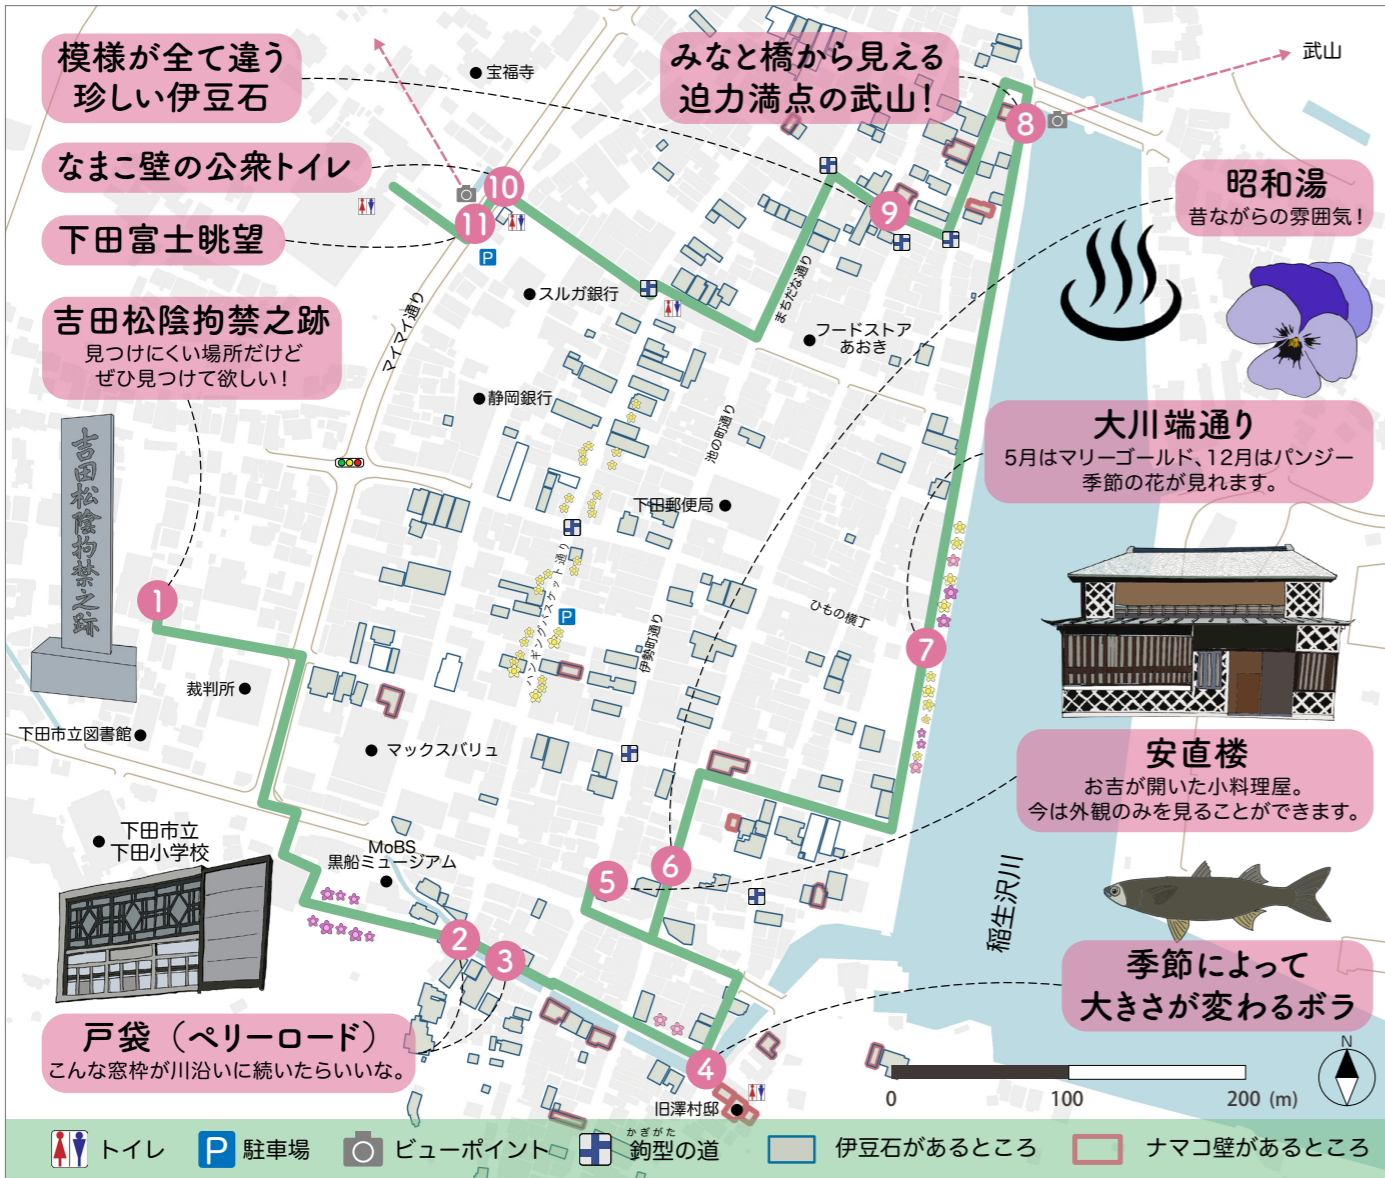 模様が全て違う
珍しい伊豆石
宝福寺
みなと橋から見える
迫力満点の武山！
武山
8
なまこ壁の公衆トイレ
10
昭和湯
昔ながらの雰囲気！
9
下田富士眺望
11
P
スルガ銀行
まちだな通り
マイマイ通り
フードストア
あおき
吉田松陰拘禁之跡
見つけにくい場所だけど
ぜひ見つけて欲しい！
静岡銀行
池の町通り
大川端通り
5月はマリーゴールド、12月はパンジー
季節の花が見れます。
吉田松陰拘禁之跡
下田郵便局
ハンギングバスケット通り
1
P
ひもの横丁
伊勢町通り
7
裁判所
下田市立図書館
マックスバリュ
安直楼
お吉が開いた小料理屋。
今は外観のみを見ることができます。
下田市立
下田小学校
MoBS
黒船ミュージアム
6
5
稲生沢川
2
3
季節によって
大きさが変わるボラ
戸袋（ペリーロード）
こんな窓枠が川沿いに続いたらいいな。
4
旧澤村邸
N
0
100
200 (m)
トイレ
P 駐車場
ビューポイント
かぎがた
鉤型の道
伊豆石があるところ
ナマコ壁があるところ